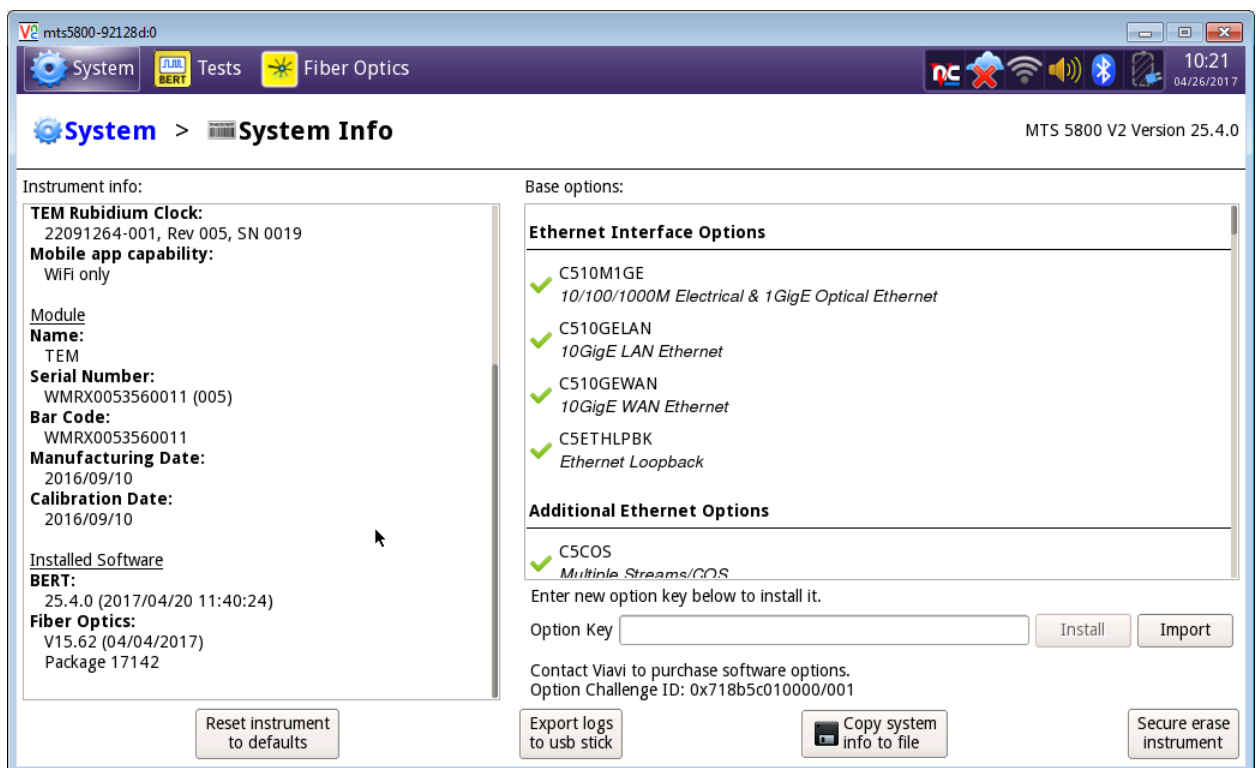 mts5800-92128d:0
System
BERT
Tests
Fiber Optics
10:21
04/26/2017
System > System Info
MTS 5800 V2 Version 25.4.0
Instrument info:
TEM Rubidium Clock:
22091264-001, Rev 005, SN 0019
Mobile app capability:
WiFi only
Module
Name:
TEM
Serial Number:
WMRX0053560011 (005)
Bar Code:
WMRX0053560011
Manufacturing Date:
2016/09/10
Calibration Date:
2016/09/10
Installed Software
BERT:
25.4.0 (2017/04/20 11:40:24)
Fiber Optics:
V15.62 (04/04/2017)
Package 17142
Base options:
Ethernet Interface Options
C510M1GE
10/100/1000M Electrical & 1GigE Optical Ethernet
C510GELAN
10GigE LAN Ethernet
C510GEWAN
10GigE WAN Ethernet
C5ETHLPBK
Ethernet Loopback
Additional Ethernet Options
C5COS
Multiple Streams/COS
Enter new option key below to install it.
Option Key
Install
Import
Contact Viavi to purchase software options.
Option Challenge ID: 0x718b5c010000/001
Reset instrument
to defaults
Export logs
to usb stick
Copy system
info to file
Secure erase
instrument